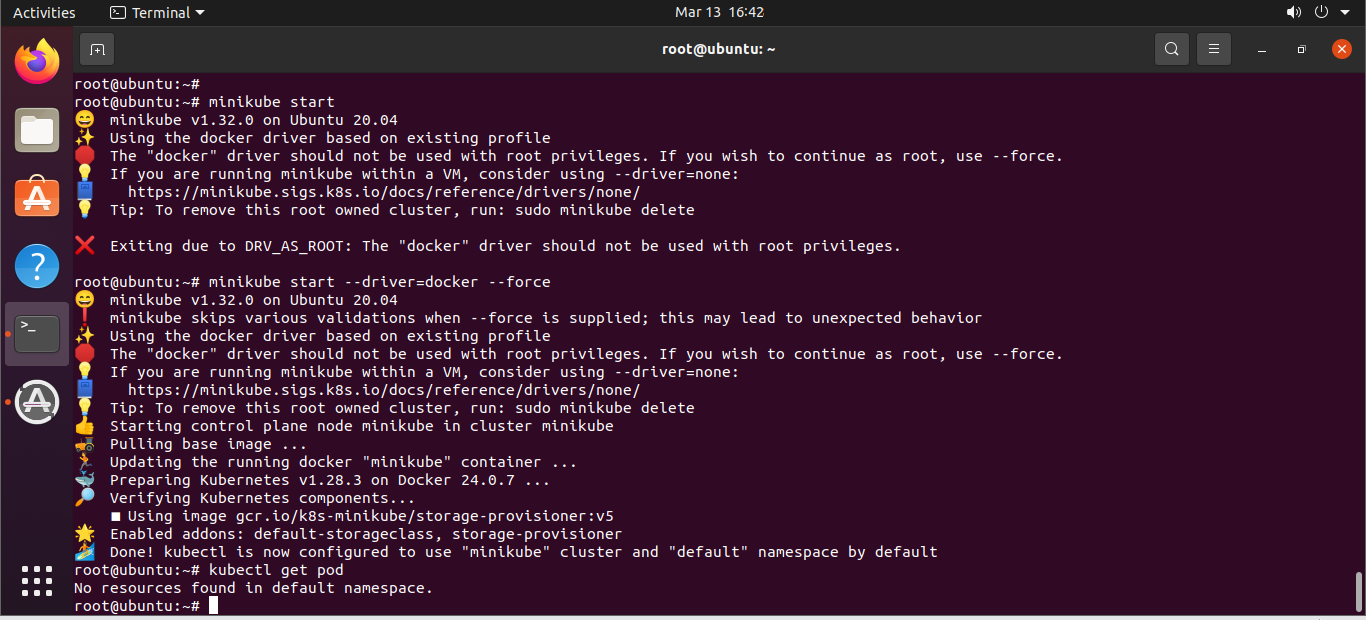 Activities
Terminal
Mar 13 16:42
root@ubuntu: ~
root@ubuntu:~#
root@ubuntu:~# minikube start
minikube v1.32.0 on Ubuntu 20.04
Using the docker driver based on existing profile
The "docker" driver should not be used with root privileges. If you wish to continue as root, use --force.
If you are running minikube within a VM, consider using --driver=none:
https://minikube.sigs.k8s.io/docs/reference/drivers/none/
Tip: To remove this root owned cluster, run: sudo minikube delete
Exiting due to DRV_AS_ROOT: The "docker" driver should not be used with root privileges.
root@ubuntu:~# minikube start --driver=docker --force
minikube v1.32.0 on Ubuntu 20.04
minikube skips various validations when --force is supplied; this may lead to unexpected behavior
Using the docker driver based on existing profile
The "docker" driver should not be used with root privileges. If you wish to continue as root, use --force.
If you are running minikube within a VM, consider using --driver=none:
https://minikube.sigs.k8s.io/docs/reference/drivers/none/
Tip: To remove this root owned cluster, run: sudo minikube delete
Starting control plane node minikube in cluster minikube
Pulling base image ...
Updating the running docker "minikube" container ...
Preparing Kubernetes v1.28.3 on Docker 24.0.7 ...
Verifying Kubernetes components...
Using image gcr.io/k8s-minikube/storage-provisioner:v5
Enabled addons: default-storageclass, storage-provisioner
Done! kubectl is now configured to use "minikube" cluster and "default" namespace by default
root@ubuntu:~# kubectl get pod
No resources found in default namespace.
root@ubuntu:~#